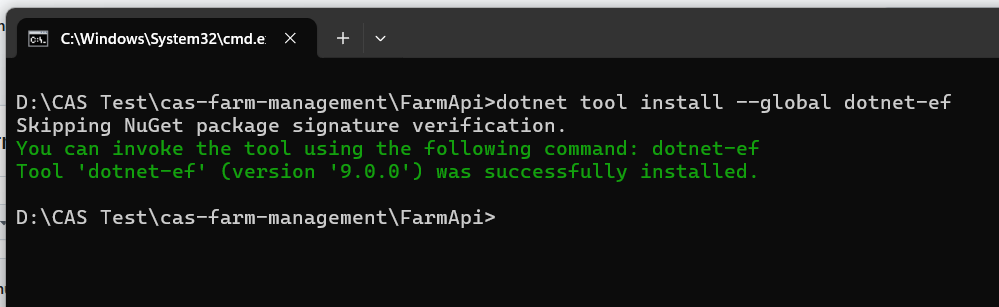 C:\Windows\System32\cmd.e
D:\CAS Test\cas-farm-management\FarmApi>dotnet tool install --global dotnet-ef
Skipping NuGet package signature verification.
You can invoke the tool using the following command: dotnet-ef
Tool 'dotnet-ef' (version '9.0.0') was successfully installed.
D:\CAS Test\cas-farm-management\FarmApi>